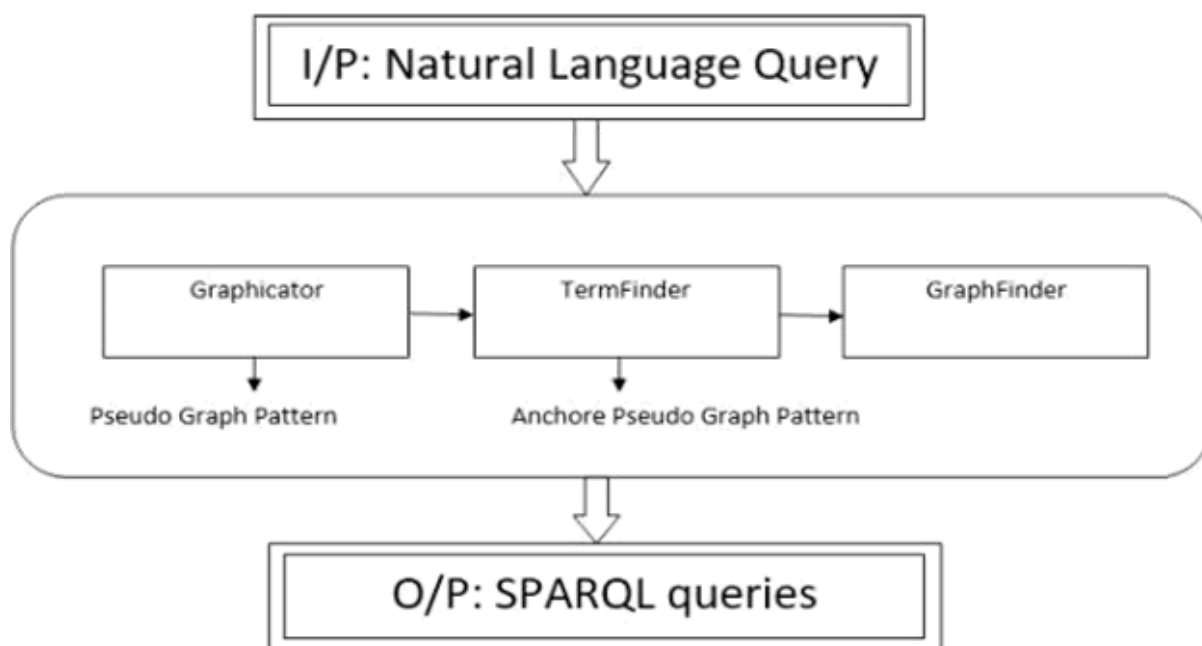 I/P: Natural Language Query
Graphicator
TermFinder
GraphFinder
Pseudo Graph Pattern
Anchore Pseudo Graph Pattern
O/P: SPARQL queries